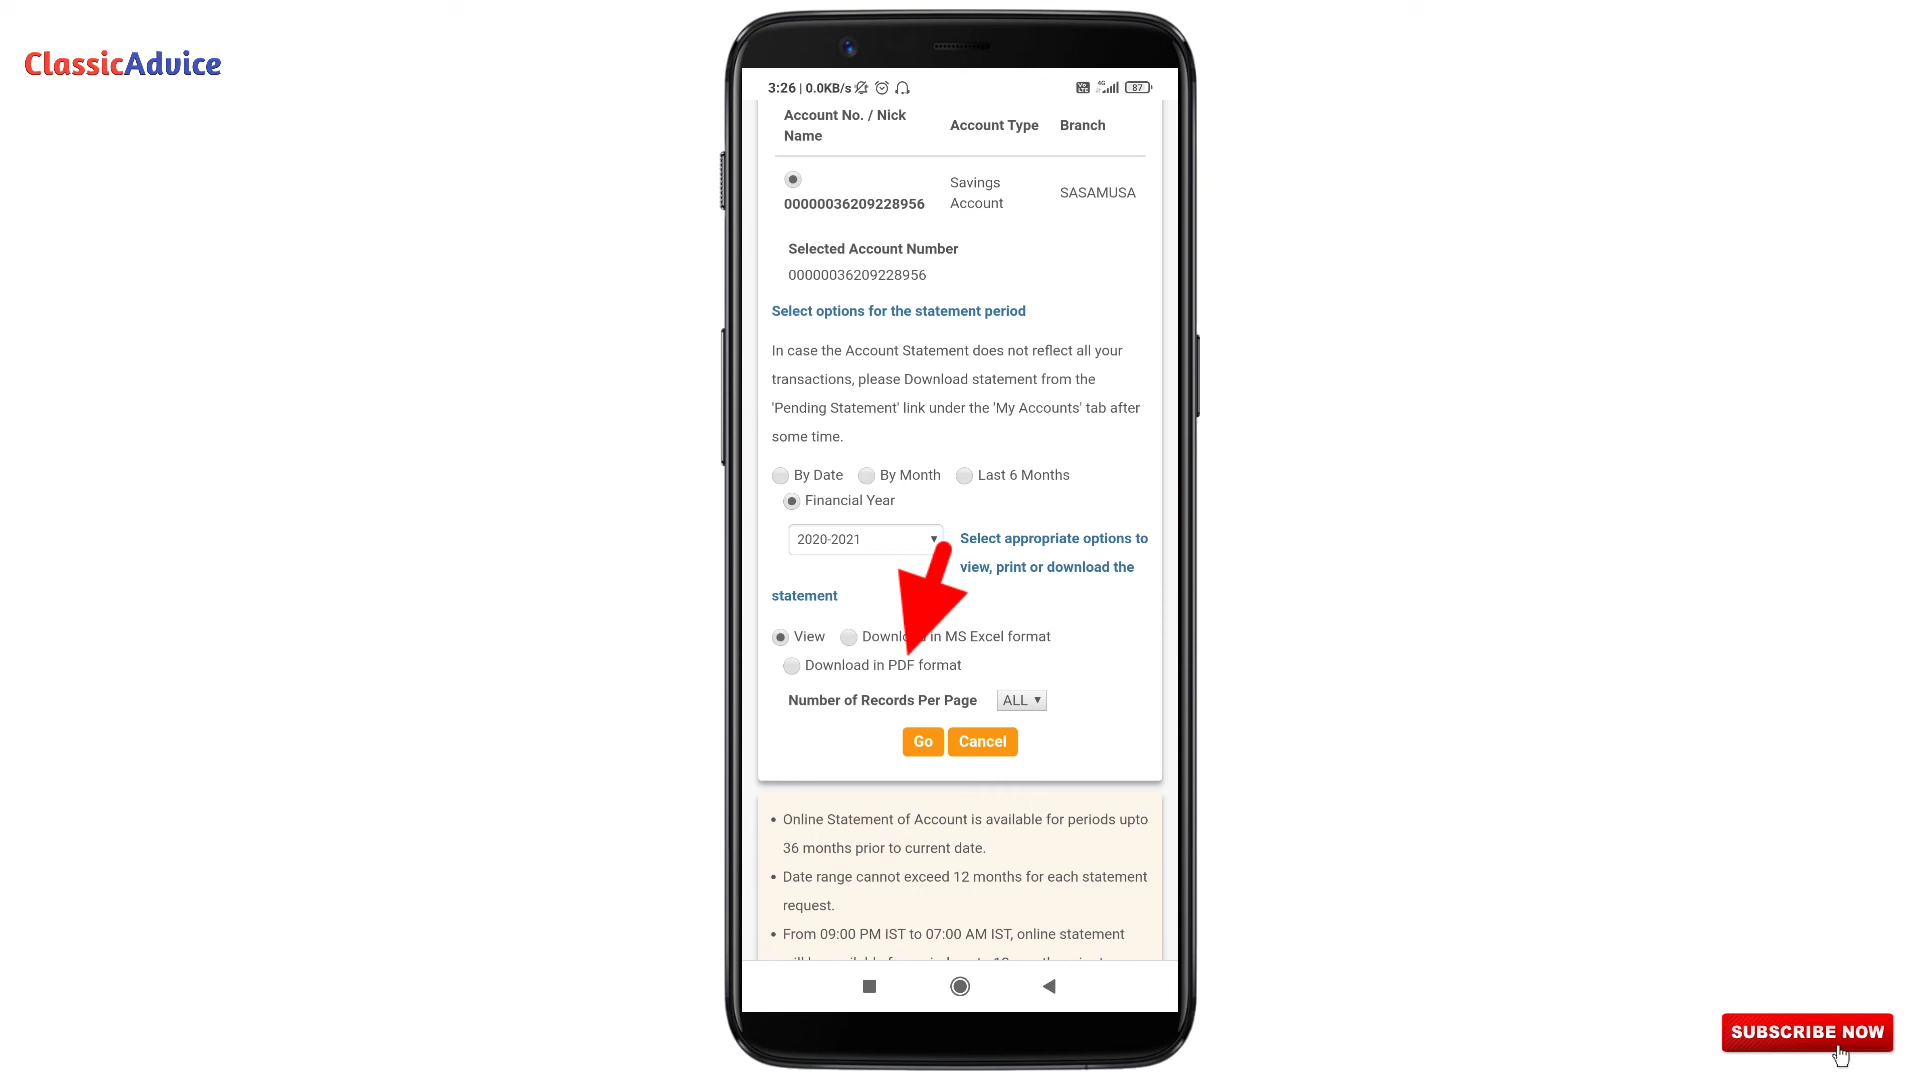 ClassicAdvice
3:26 | 0.0KB/s
4G
87
Account No. / Nick Name
Account Type
Branch
00000036209228956
Savings Account
SASAMUSA
Selected Account Number
00000036209228956
Select options for the statement period
In case the Account Statement does not reflect all your
transactions, please Download statement from the
'Pending Statement' link under the 'My Accounts' tab after
some time.
By Date By Month Last 6 Months
Financial Year
2020-2021
Select appropriate options to
view, print or download the
statement
View Download in MS Excel format
Download in PDF format
Number of Records Per Page ALL
Go Cancel
• Online Statement of Account is available for periods upto
36 months prior to current date.
• Date range cannot exceed 12 months for each statement
request.
• From 09:00 PM IST to 07:00 AM IST, online statement
SUBSCRIBE NOW